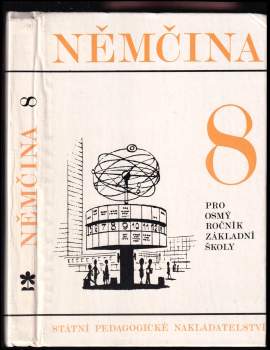 NĚMČINA
8
PRO
OSMÝ
ROČNÍK
ZÁKLADNÍ
ŠKOLY
STÁTNÍ PEDAGOGICKÉ NAKLADATELSTVÍ
NĚMČINA 8